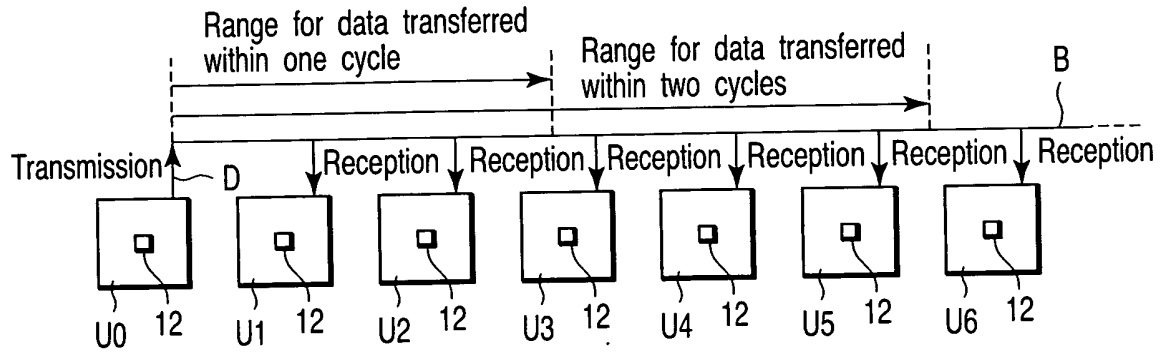 Range for data transferred
within one cycle
Range for data transferred
within two cycles
B
Transmission
D
Reception
Reception
Reception
Reception
Reception
Reception
U0
12
U1
12
U2
12
U3
12
U4
12
U5
12
U6
12